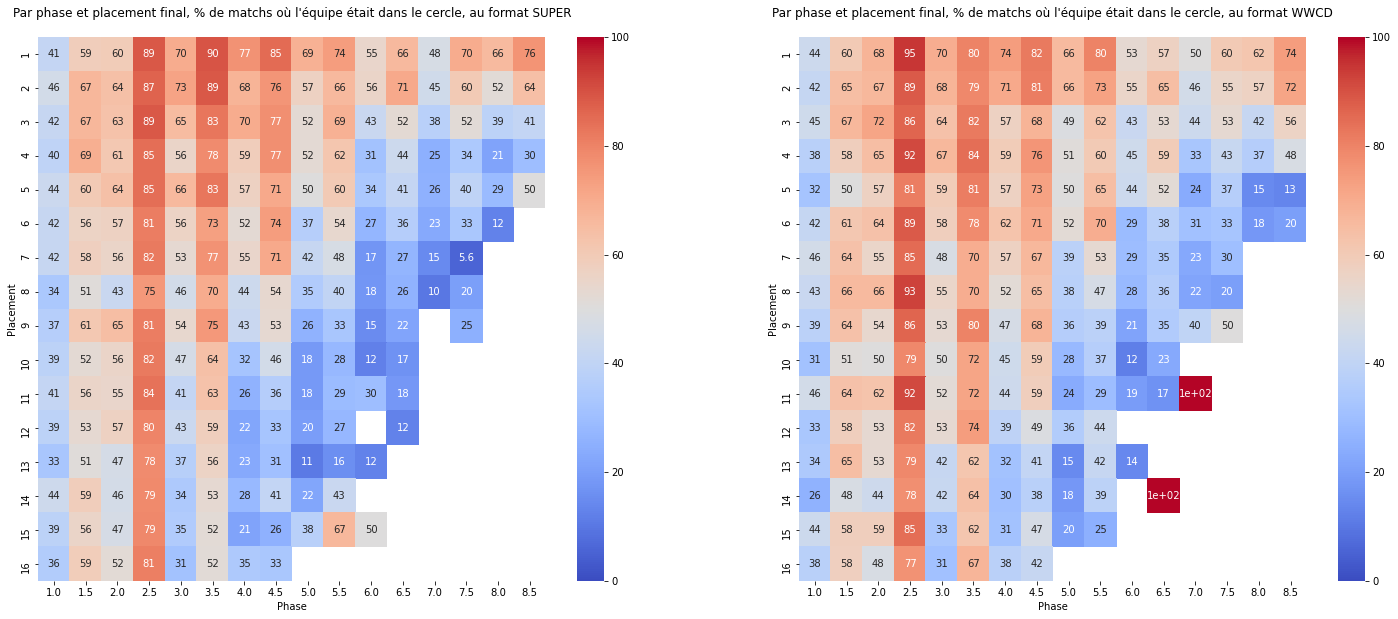 Par phase et placement final, % de matchs où l'équipe était dans le cercle, au format SUPER
1 41 59 60 89 70 90 77 85 69 74 55 66 48 70 66 76
2 46 67 64 87 73 89 68 76 57 66 56 71 45 60 52 64
3 42 67 63 89 65 83 70 77 52 69 43 52 38 52 39 41
4 40 69 61 85 56 78 59 77 52 62 31 44 25 34 21 30
5 44 60 64 85 66 83 57 71 50 60 34 41 26 40 29 50
6 42 56 57 81 56 73 52 74 37 54 27 36 23 33 12
7 42 58 56 82 53 77 55 71 42 48 17 27 15 5.6
8 34 51 43 75 46 70 44 54 35 40 18 26 10 20
9 37 61 65 81 54 75 43 53 26 33 15 22 25
10 39 52 56 82 47 64 32 46 18 28 12 17
11 41 56 55 84 41 63 26 36 18 29 30 18
12 39 53 57 80 43 59 22 33 20 27 12
13 33 51 47 78 37 56 23 31 11 16 12
14 44 59 46 79 34 53 28 41 22 43
15 39 56 47 79 35 52 21 26 38 67 50
16 36 59 52 81 31 52 35 33
1.0 1.5 2.0 2.5 3.0 3.5 4.0 4.5 5.0 5.5 6.0 6.5 7.0 7.5 8.0 8.5
Phase
Placement
100
80
60
40
20
0
Par phase et placement final, % de matchs où l'équipe était dans le cercle, au format WWCD
1 44 60 68 95 70 80 74 82 66 80 53 57 50 60 62 74
2 42 65 67 89 68 79 71 81 66 73 55 65 46 55 57 72
3 45 67 72 86 64 82 57 68 49 62 43 53 44 53 42 56
4 38 58 65 92 67 84 59 76 51 60 45 59 33 43 37 48
5 32 50 57 81 59 81 57 73 50 65 44 52 24 37 15 13
6 42 61 64 89 58 78 62 71 52 70 29 38 31 33 18 20
7 46 64 55 85 48 70 57 67 39 53 29 35 23 30
8 43 66 66 93 55 70 52 65 38 47 28 36 22 20
9 39 64 54 86 53 80 47 68 36 39 21 35 40 50
10 31 51 50 79 50 72 45 59 28 37 12 23
11 46 64 62 92 52 72 44 59 24 29 19 17 1e+02
12 33 58 53 82 53 74 39 49 36 44
13 34 65 53 79 42 62 32 41 15 42 14
14 26 48 44 78 42 64 30 38 18 39 1e+02
15 44 58 59 85 33 62 31 47 20 25
16 38 58 48 77 31 67 38 42
1.0 1.5 2.0 2.5 3.0 3.5 4.0 4.5 5.0 5.5 6.0 6.5 7.0 7.5 8.0 8.5
Phase
Placement
100
80
60
40
20
0